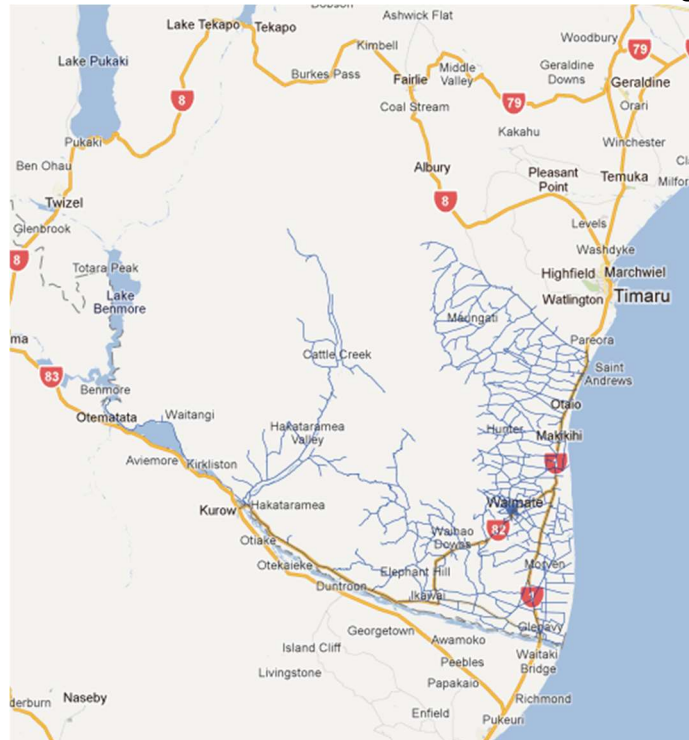 Ashwick Flat
Lake Tekapo
Tekapo
Woodbury
79
Kimbell
Lake Pukaki
Middle
Valley
Geraldine
Downs
Burkes Pass
Fairlie
Geraldine
8
79
Coal Stream
Orari
Kakahu
Pukaki
Winchester
Ben Ohau
Albury
Pleasant
Point
Temuka
Milfor
Twizel
8
Levels
Glenbrook
Washdyke
8
Totara Peak
Highfield
Marchwiel
Lake
Benmore
Watlington
Timaru
Maungati
ma
Pareora
Cattle Creek
Saint
Andrews
83
Benmore
Otaio
Otematata
Waitangi
Hakataramea
Valley
Hunter
Makikihi
Aviemore
Kirkliston
1
Kurow
Hakataramea
Waimate
82
Waihao
Downs
Otiake
Otekaieke
Elephant Hill
Morven
Duntroon
Ikawai
1
Georgetown
Glenavy
Awamoko
Island Cliff
Waitaki
Bridge
Peebles
Livingstone
Papakaio
derburn
Naseby
Richmond
Enfield
Pukeuri